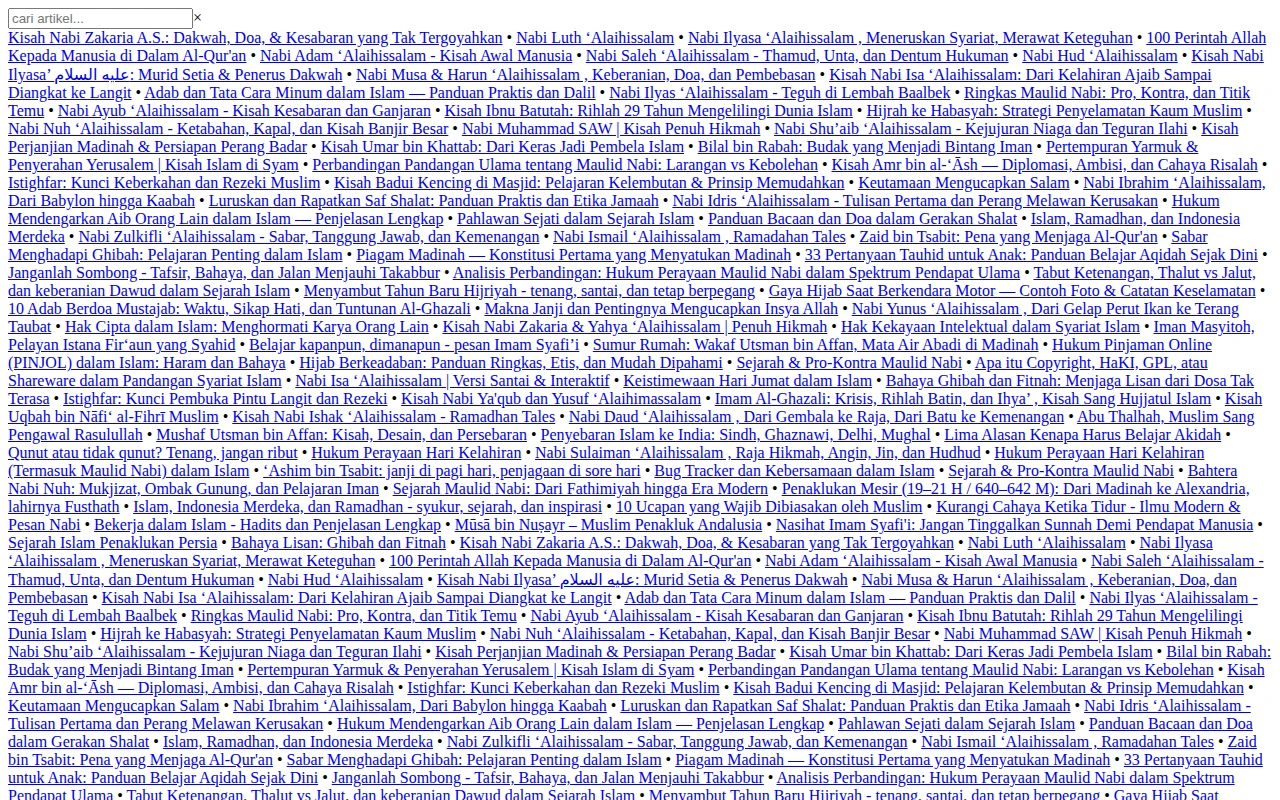 cari artikel... ×
Kisah Nabi Zakaria A.S.: Dakwah, Doa, & Kesabaran yang Tak Tergoyahkan • Nabi Luth ‘Alaihissalam • Nabi Ilyasa ‘Alaihissalam , Meneruskan Syariat, Merawat Keteguhan • 100 Perintah Allah
Kepada Manusia di Dalam Al-Qur'an • Nabi Adam ‘Alaihissalam - Kisah Awal Manusia • Nabi Saleh ‘Alaihissalam - Thamud, Unta, dan Dentum Hukuman • Nabi Hud ‘Alaihissalam • Kisah Nabi
Ilyasa’ عليه السلام: Murid Setia & Penerus Dakwah • Nabi Musa & Harun ‘Alaihissalam , Keberanian, Doa, dan Pembebasan • Kisah Nabi Isa ‘Alaihissalam: Dari Kelahiran Ajaib Sampai
Diangkat ke Langit • Adab dan Tata Cara Minum dalam Islam — Panduan Praktis dan Dalil • Nabi Ilyas ‘Alaihissalam - Teguh di Lembah Baalbek • Ringkas Maulid Nabi: Pro, Kontra, dan Titik
Temu • Nabi Ayub ‘Alaihissalam - Kisah Kesabaran dan Ganjaran • Kisah Ibnu Batutah: Rihlah 29 Tahun Mengelilingi Dunia Islam • Hijrah ke Habasyah: Strategi Penyelamatan Kaum Muslim •
Nabi Nuh ‘Alaihissalam - Ketabahan, Kapal, dan Kisah Banjir Besar • Nabi Muhammad SAW | Kisah Penuh Hikmah • Nabi Shu’aib ‘Alaihissalam - Kejujuran Niaga dan Teguran Ilahi • Kisah
Perjanjian Madinah & Persiapan Perang Badar • Kisah Umar bin Khattab: Dari Keras Jadi Pembela Islam • Bilal bin Rabah: Budak yang Menjadi Bintang Iman • Pertempuran Yarmuk &
Penyerahan Yerusalem | Kisah Islam di Syam • Perbandingan Pandangan Ulama tentang Maulid Nabi: Larangan vs Kebolehan • Kisah Amr bin al-‘Āsh — Diplomasi, Ambisi, dan Cahaya Risalah •
Istighfar: Kunci Keberkahan dan Rezeki Muslim • Kisah Badui Kencing di Masjid: Pelajaran Kelembutan & Prinsip Memudahkan • Keutamaan Mengucapkan Salam • Nabi Ibrahim ‘Alaihissalam,
Dari Babylon hingga Kaabah • Luruskan dan Rapatkan Saf Shalat: Panduan Praktis dan Etika Jamaah • Nabi Idris ‘Alaihissalam - Tulisan Pertama dan Perang Melawan Kerusakan • Hukum
Mendengarkan Aib Orang Lain dalam Islam — Penjelasan Lengkap • Pahlawan Sejati dalam Sejarah Islam • Panduan Bacaan dan Doa dalam Gerakan Shalat • Islam, Ramadhan, dan Indonesia
Merdeka • Nabi Zulkifli ‘Alaihissalam - Sabar, Tanggung Jawab, dan Kemenangan • Nabi Ismail ‘Alaihissalam , Ramadahan Tales • Zaid bin Tsabit: Pena yang Menjaga Al-Qur'an • Sabar
Menghadapi Ghibah: Pelajaran Penting dalam Islam • Piagam Madinah — Konstitusi Pertama yang Menyatukan Madinah • 33 Pertanyaan Tauhid untuk Anak: Panduan Belajar Aqidah Sejak Dini •
Janganlah Sombong - Tafsir, Bahaya, dan Jalan Menjauhi Takabbur • Analisis Perbandingan: Hukum Perayaan Maulid Nabi dalam Spektrum Pendapat Ulama • Tabut Ketenangan, Thalut vs Jalut,
dan keberanian Dawud dalam Sejarah Islam • Menyambut Tahun Baru Hijriyah - tenang, santai, dan tetap berpegang • Gaya Hijab Saat Berkendara Motor — Contoh Foto & Catatan Keselamatan •
10 Adab Berdoa Mustajab: Waktu, Sikap Hati, dan Tuntunan Al-Ghazali • Makna Janji dan Pentingnya Mengucapkan Insya Allah • Nabi Yunus ‘Alaihissalam , Dari Gelap Perut Ikan ke Terang
Taubat • Hak Cipta dalam Islam: Menghormati Karya Orang Lain • Kisah Nabi Zakaria & Yahya ‘Alaihissalam | Penuh Hikmah • Hak Kekayaan Intelektual dalam Syariat Islam • Iman Masyitoh,
Pelayan Istana Fir‘aun yang Syahid • Belajar kapanpun, dimanapun - pesan Imam Syafi’i • Sumur Rumah: Wakaf Utsman bin Affan, Mata Air Abadi di Madinah • Hukum Pinjaman Online
(PINJOL) dalam Islam: Haram dan Bahaya • Hijab Berkeadaban: Panduan Ringkas, Etis, dan Mudah Dipahami • Sejarah & Pro-Kontra Maulid Nabi • Apa itu Copyright, HaKI, GPL, atau
Shareware dalam Pandangan Syariat Islam • Nabi Isa ‘Alaihissalam | Versi Santai & Interaktif • Keistimewaan Hari Jumat dalam Islam • Bahaya Ghibah dan Fitnah: Menjaga Lisan dari Dosa Tak
Terasa • Istighfar: Kunci Pembuka Pintu Langit dan Rezeki • Kisah Nabi Ya'qub dan Yusuf ‘Alaihimassalam • Imam Al-Ghazali: Krisis, Rihlah Batin, dan Ihya’ , Kisah Sang Hujjatul Islam • Kisah
Uqbah bin Nāfi‘ al-Fihrī Muslim • Kisah Nabi Ishak ‘Alaihissalam - Ramadhan Tales • Nabi Daud ‘Alaihissalam , Dari Gembala ke Raja, Dari Batu ke Kemenangan • Abu Thalhah, Muslim Sang
Pengawal Rasulullah • Mushaf Utsman bin Affan: Kisah, Desain, dan Persebaran • Penyebaran Islam ke India: Sindh, Ghaznawi, Delhi, Mughal • Lima Alasan Kenapa Harus Belajar Akidah •
Qunut atau tidak qunut? Tenang, jangan ribut • Hukum Perayaan Hari Kelahiran • Nabi Sulaiman ‘Alaihissalam , Raja Hikmah, Angin, Jin, dan Hudhud • Hukum Perayaan Hari Kelahiran
(Termasuk Maulid Nabi) dalam Islam • ‘Ashim bin Tsabit: janji di pagi hari, penjagaan di sore hari • Bug Tracker dan Kebersamaan dalam Islam • Sejarah & Pro-Kontra Maulid Nabi • Bahtera
Nabi Nuh: Mukjizat, Ombak Gunung, dan Pelajaran Iman • Sejarah Maulid Nabi: Dari Fathimiyah hingga Era Modern • Penaklukan Mesir (19–21 H / 640–642 M): Dari Madinah ke Alexandria,
lahirnya Fusthath • Islam, Indonesia Merdeka, dan Ramadhan - syukur, sejarah, dan inspirasi • 10 Ucapan yang Wajib Dibiasakan oleh Muslim • Kurangi Cahaya Ketika Tidur - Ilmu Modern &
Pesan Nabi • Bekerja dalam Islam - Hadits dan Penjelasan Lengkap • Mūsā bin Nuṣayr – Muslim Penakluk Andalusia • Nasihat Imam Syafi'i: Jangan Tinggalkan Sunnah Demi Pendapat Manusia •
Sejarah Islam Penaklukan Persia • Bahaya Lisan: Ghibah dan Fitnah • Kisah Nabi Zakaria A.S.: Dakwah, Doa, & Kesabaran yang Tak Tergoyahkan • Nabi Luth ‘Alaihissalam • Nabi Ilyasa
‘Alaihissalam , Meneruskan Syariat, Merawat Keteguhan • 100 Perintah Allah Kepada Manusia di Dalam Al-Qur'an • Nabi Adam ‘Alaihissalam - Kisah Awal Manusia • Nabi Saleh ‘Alaihissalam -
Thamud, Unta, dan Dentum Hukuman • Nabi Hud ‘Alaihissalam • Kisah Nabi Ilyasa’ عليه السلام: Murid Setia & Penerus Dakwah • Nabi Musa & Harun ‘Alaihissalam , Keberanian, Doa, dan
Pembebasan • Kisah Nabi Isa ‘Alaihissalam: Dari Kelahiran Ajaib Sampai Diangkat ke Langit • Adab dan Tata Cara Minum dalam Islam — Panduan Praktis dan Dalil • Nabi Ilyas ‘Alaihissalam -
Teguh di Lembah Baalbek • Ringkas Maulid Nabi: Pro, Kontra, dan Titik Temu • Nabi Ayub ‘Alaihissalam - Kisah Kesabaran dan Ganjaran • Kisah Ibnu Batutah: Rihlah 29 Tahun Mengelilingi
Dunia Islam • Hijrah ke Habasyah: Strategi Penyelamatan Kaum Muslim • Nabi Nuh ‘Alaihissalam - Ketabahan, Kapal, dan Kisah Banjir Besar • Nabi Muhammad SAW | Kisah Penuh Hikmah •
Nabi Shu’aib ‘Alaihissalam - Kejujuran Niaga dan Teguran Ilahi • Kisah Perjanjian Madinah & Persiapan Perang Badar • Kisah Umar bin Khattab: Dari Keras Jadi Pembela Islam • Bilal bin Rabah:
Budak yang Menjadi Bintang Iman • Pertempuran Yarmuk & Penyerahan Yerusalem | Kisah Islam di Syam • Perbandingan Pandangan Ulama tentang Maulid Nabi: Larangan vs Kebolehan • Kisah
Amr bin al-‘Āsh — Diplomasi, Ambisi, dan Cahaya Risalah • Istighfar: Kunci Keberkahan dan Rezeki Muslim • Kisah Badui Kencing di Masjid: Pelajaran Kelembutan & Prinsip Memudahkan •
Keutamaan Mengucapkan Salam • Nabi Ibrahim ‘Alaihissalam, Dari Babylon hingga Kaabah • Luruskan dan Rapatkan Saf Shalat: Panduan Praktis dan Etika Jamaah • Nabi Idris ‘Alaihissalam -
Tulisan Pertama dan Perang Melawan Kerusakan • Hukum Mendengarkan Aib Orang Lain dalam Islam — Penjelasan Lengkap • Pahlawan Sejati dalam Sejarah Islam • Panduan Bacaan dan Doa
dalam Gerakan Shalat • Islam, Ramadhan, dan Indonesia Merdeka • Nabi Zulkifli ‘Alaihissalam - Sabar, Tanggung Jawab, dan Kemenangan • Nabi Ismail ‘Alaihissalam , Ramadahan Tales • Zaid
bin Tsabit: Pena yang Menjaga Al-Qur'an • Sabar Menghadapi Ghibah: Pelajaran Penting dalam Islam • Piagam Madinah — Konstitusi Pertama yang Menyatukan Madinah • 33 Pertanyaan Tauhid
untuk Anak: Panduan Belajar Aqidah Sejak Dini • Janganlah Sombong - Tafsir, Bahaya, dan Jalan Menjauhi Takabbur • Analisis Perbandingan: Hukum Perayaan Maulid Nabi dalam Spektrum
Pendapat Ulama • Tabut Ketenangan, Thalut vs Jalut, dan keberanian Dawud dalam Sejarah Islam • Menyambut Tahun Baru Hijriyah - tenang, santai, dan tetap berpegang • Gaya Hijab Saat